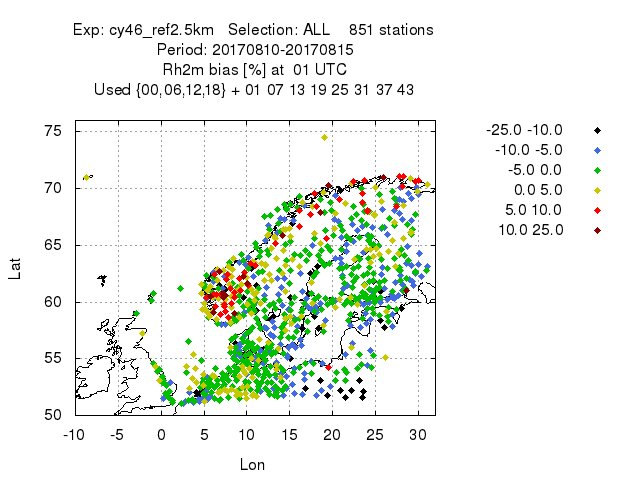 Exp: cy46_ref2.5km   Selection: ALL    851 stations
Period: 20170810-20170815
Rh2m bias [%] at  01 UTC
Used {00,06,12,18} + 01 07 13 19 25 31 37 43
75
70
65
60
55
50
Lat
-10 -5 0 5 10 15 20 25 30
Lon
-25.0 -10.0
-10.0 -5.0
-5.0 0.0
0.0 5.0
5.0 10.0
10.0 25.0